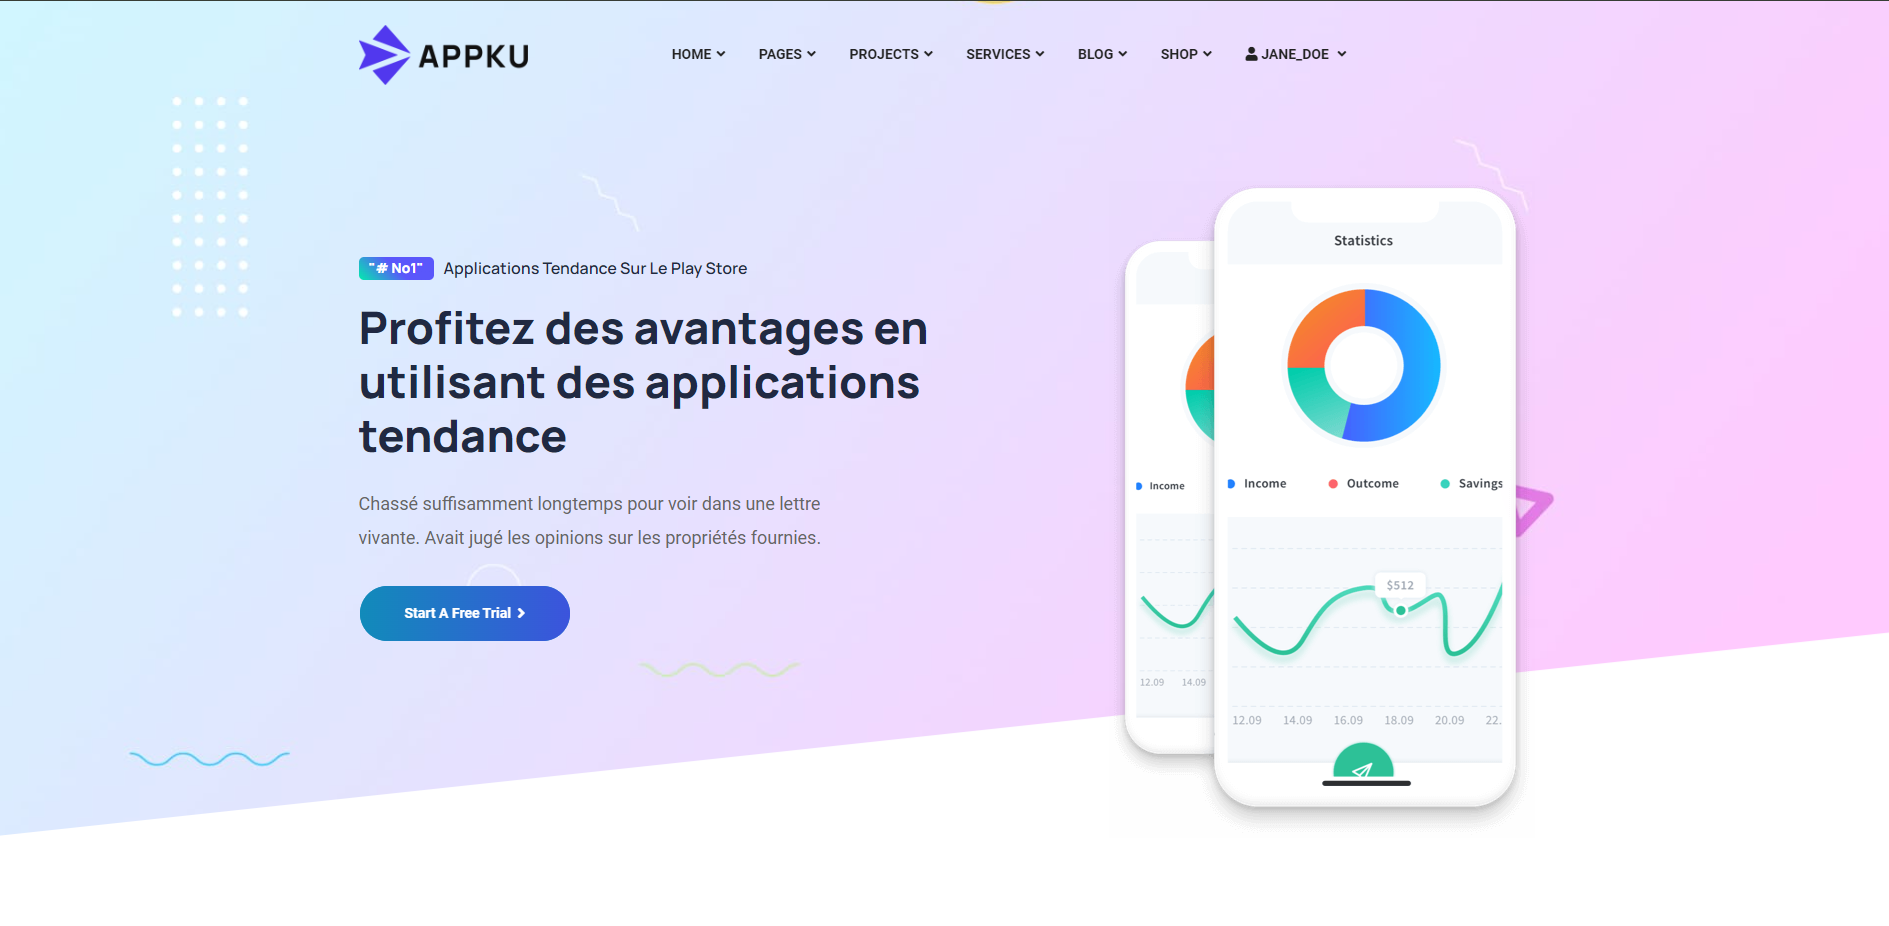 APPKU
HOME PAGES PROJECTS SERVICES BLOG SHOP JANE_DOE
"# No1" Applications Tendance Sur Le Play Store
Profitez des avantages en
utilisant des applications
tendance
Chassé suffisamment longtemps pour voir dans une lettre
vivante. Avait jugé les opinions sur les propriétés fournies.
Start A Free Trial
Income
12.09 14.09
Statistics
Income Outcome Savings
$512
12.09 14.09 16.09 18.09 20.09 22.